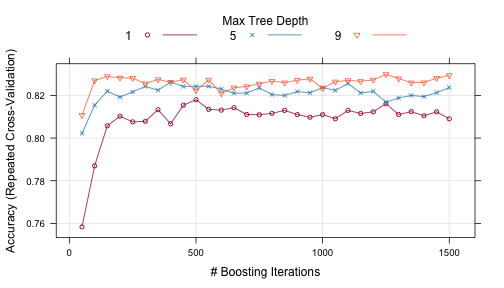 Max Tree Depth
1 5 9
Accuracy (Repeated Cross-Validation)
0.82
0.80
0.78
0.76
0 500 1000 1500
# Boosting Iterations